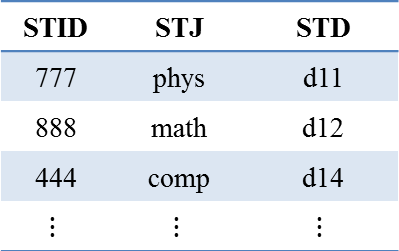 STID STJ STD
777 phys d11
888 math d12
444 comp d14
⋮ ⋮ ⋮